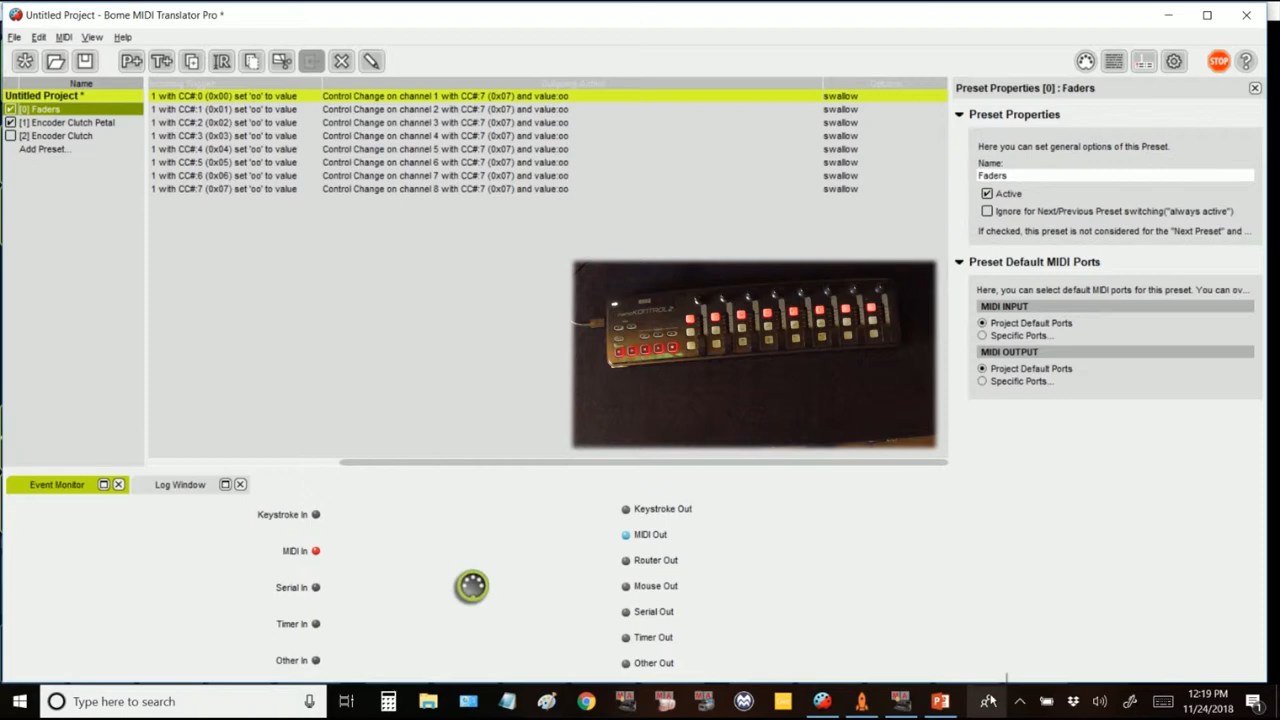 Untitled Project - Bome MIDI Translator Pro *
File Edit MIDI View Help
P+ T+ R STOP ?
Name Incoming Trigger Outgoing Action Options
Untitled Project *
[0] Faders
[1] Encoder Clutch Petal
[2] Encoder Clutch
Add Preset...
1 with CC#:0 (0x00) set 'oo' to value Control Change on channel 1 with CC#:7 (0x07) and value:oo swallow
1 with CC#:1 (0x01) set 'oo' to value Control Change on channel 2 with CC#:7 (0x07) and value:oo swallow
1 with CC#:2 (0x02) set 'oo' to value Control Change on channel 3 with CC#:7 (0x07) and value:oo swallow
1 with CC#:3 (0x03) set 'oo' to value Control Change on channel 4 with CC#:7 (0x07) and value:oo swallow
1 with CC#:4 (0x04) set 'oo' to value Control Change on channel 5 with CC#:7 (0x07) and value:oo swallow
1 with CC#:5 (0x05) set 'oo' to value Control Change on channel 6 with CC#:7 (0x07) and value:oo swallow
1 with CC#:6 (0x06) set 'oo' to value Control Change on channel 7 with CC#:7 (0x07) and value:oo swallow
1 with CC#:7 (0x07) set 'oo' to value Control Change on channel 8 with CC#:7 (0x07) and value:oo swallow
nanoKONTROL2
Preset Properties [0] : Faders
Preset Properties
Here you can set general options of this Preset.
Name:
Faders
Active
Ignore for Next/Previous Preset switching("always active")
If checked, this preset is not considered for the "Next Preset" and ...
Preset Default MIDI Ports
Here, you can select default MIDI ports for this preset. You can ov...
MIDI INPUT
Project Default Ports
Specific Ports...
MIDI OUTPUT
Project Default Ports
Specific Ports...
Event Monitor Log Window
Keystroke In
MIDI In
Serial In
Timer In
Other In
Keystroke Out
MIDI Out
Router Out
Mouse Out
Serial Out
Timer Out
Other Out
Type here to search
12:19 PM
11/24/2018